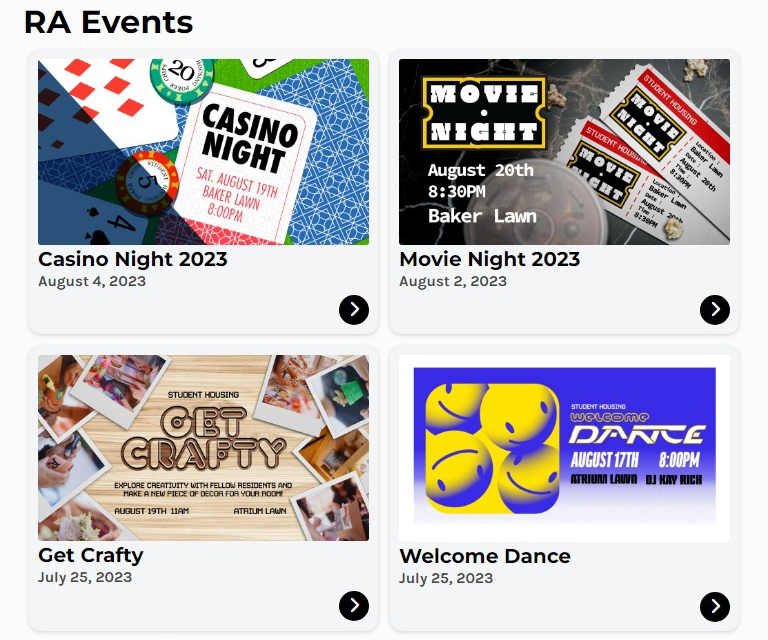 RA Events
20
5
4
CASINO
NIGHT
SAT. AUGUST 19TH
BAKER LAWN
8:00PM
Casino Night 2023
August 4, 2023
MOVIE
NIGHT
August 20th
8:30PM
Baker Lawn
STUDENT HOUSING
MOVIE
NIGHT
Location:
Baker Lawn
Date:
August 20th
Time:
8:30PM
STUDENT HOUSING
MOVIE
NIGHT
Location:
Baker Lawn
Date:
August 20th
Time:
8:30PM
Movie Night 2023
August 2, 2023
STUDENT HOUSING
GET
CRAFTY
EXPLORE CREATIVITY WITH FELLOW RESIDENTS AND
MAKE A NEW PIECE OF DECOR FOR YOUR ROOM!
AUGUST 19TH 11AM
ATRIUM LAWN
Get Crafty
July 25, 2023
STUDENT HOUSING
WELCOME
DANCE
AUGUST 17TH 8:00PM
ATRIUM LAWN DJ KAY RICH
Welcome Dance
July 25, 2023